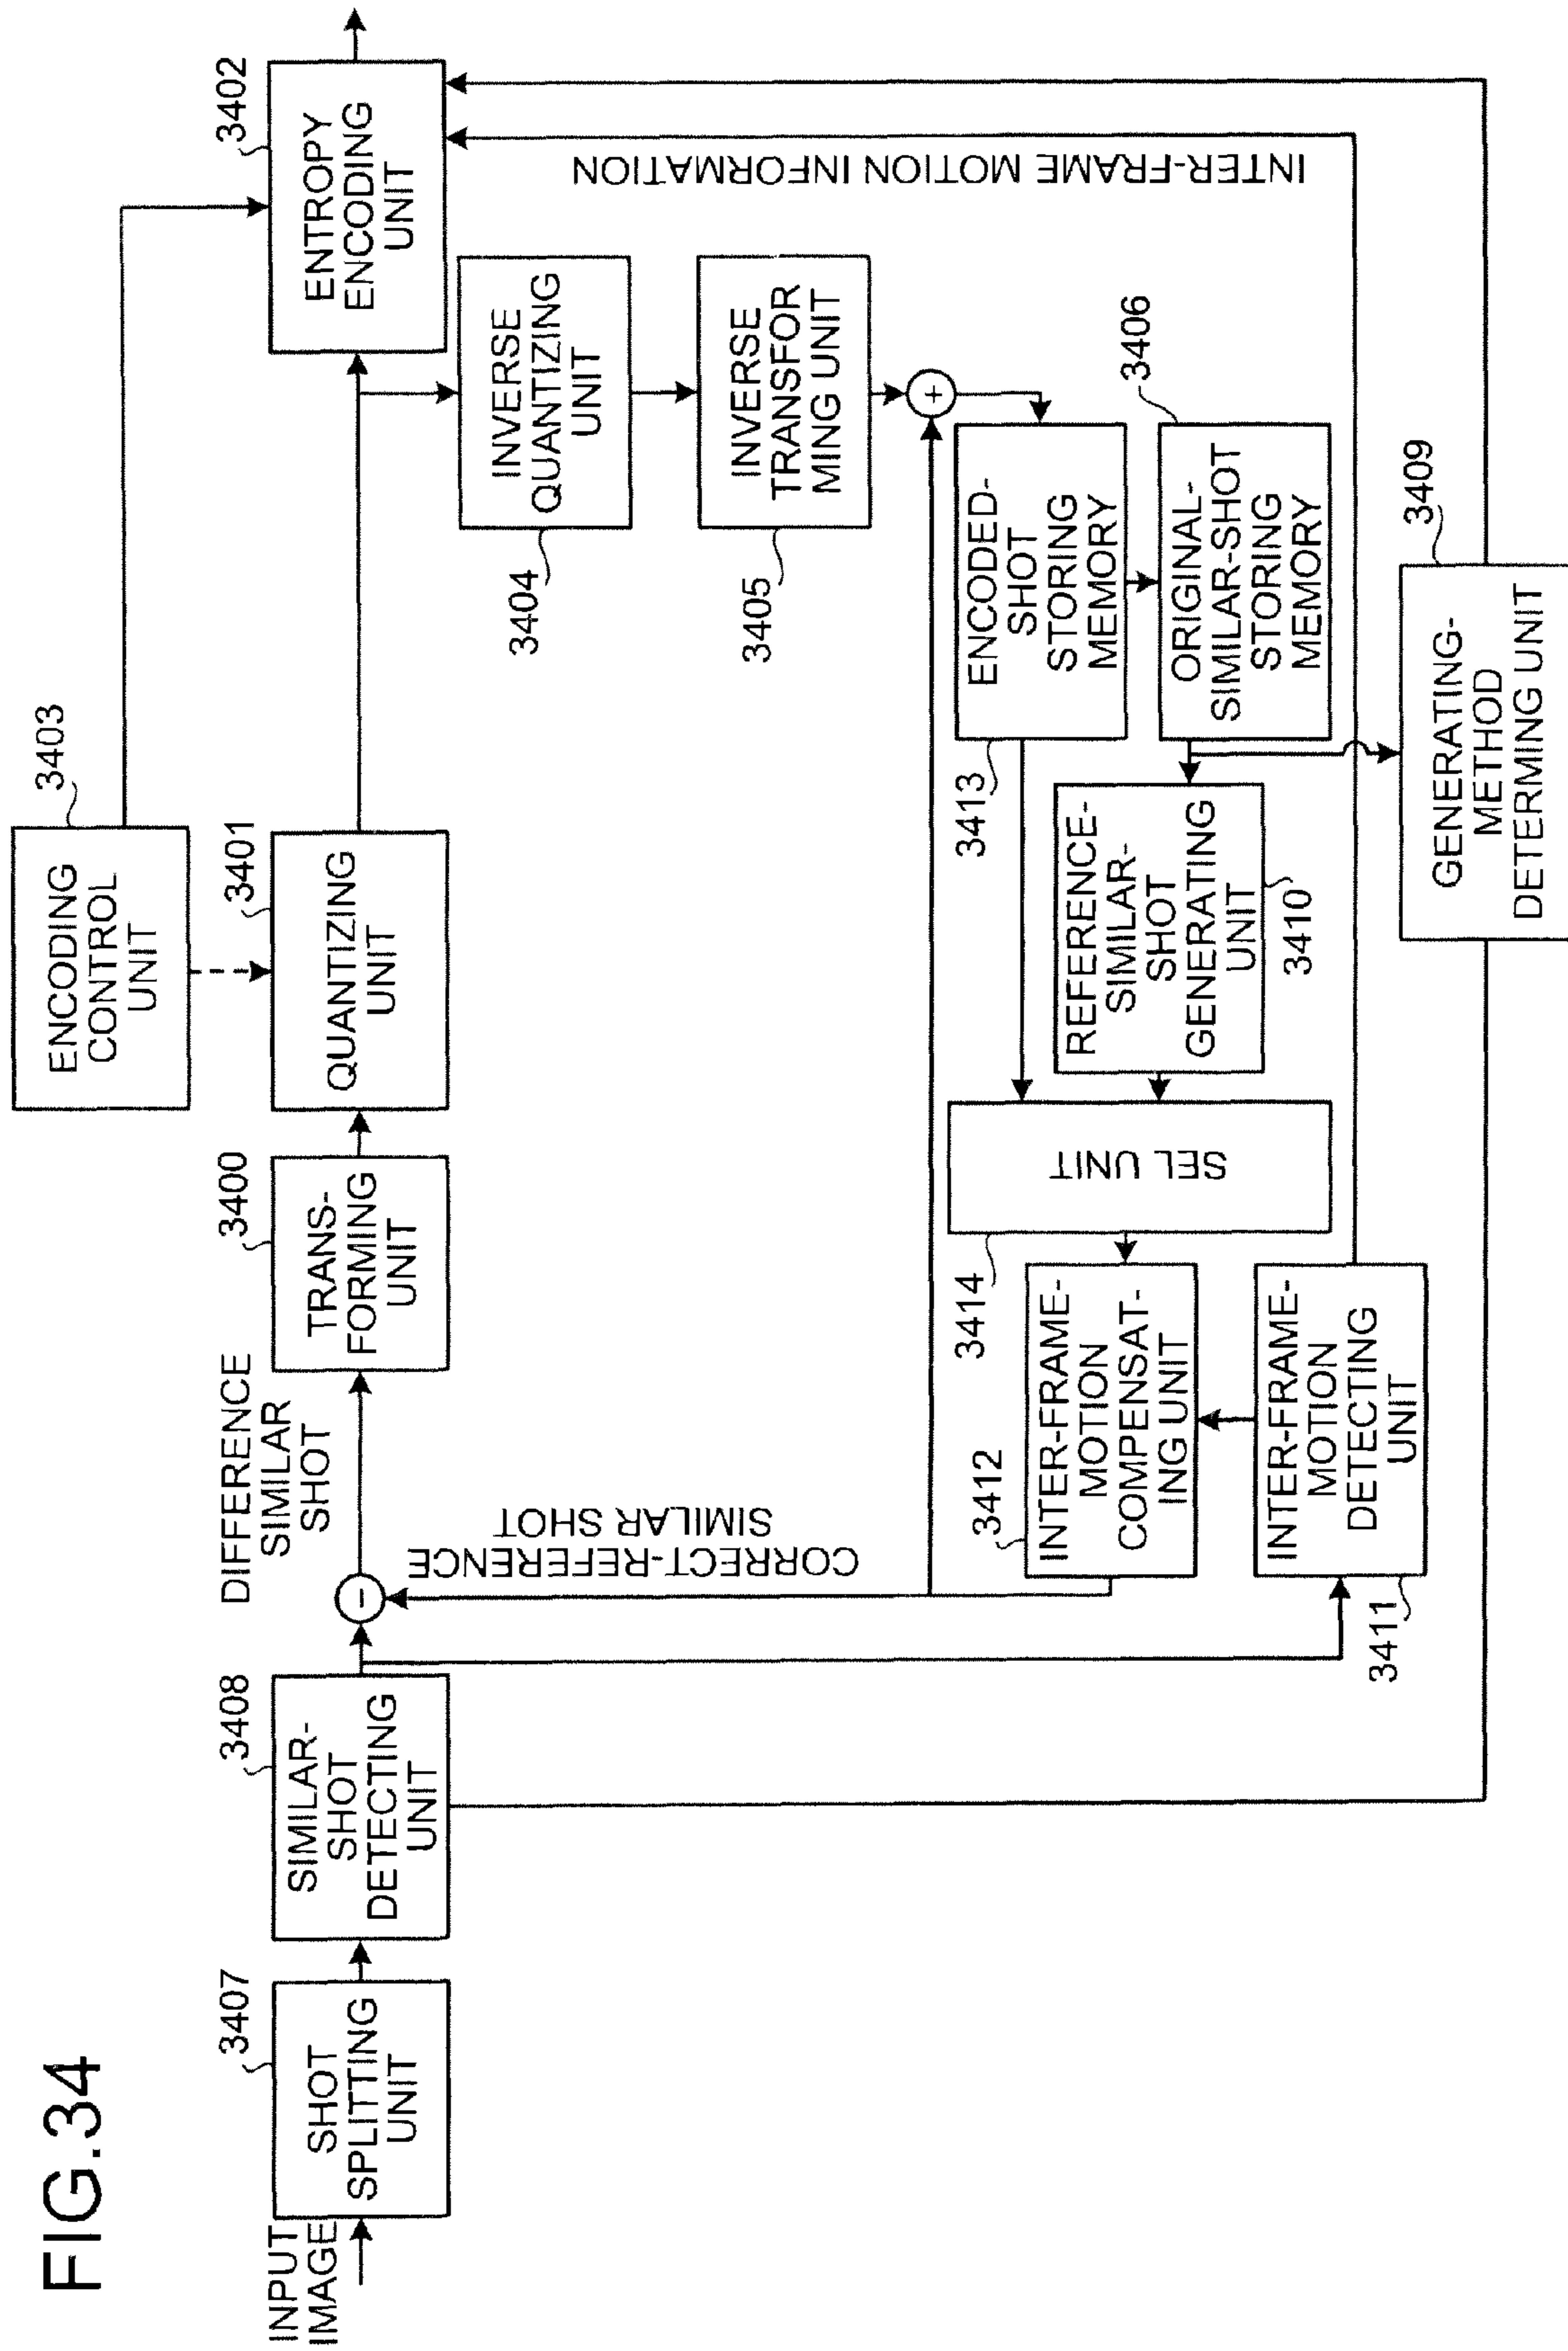 FIG.34
INPUT
IMAGE
3407
SHOT
SPLITTING
UNIT
3408
SIMILAR-
SHOT
DETECTING
UNIT
DIFFERENCE
SIMILAR
SHOT
-
CORRECT-REFERENCE
SIMILAR SHOT
3400
TRANS-
FORMING
UNIT
3403
ENCODING
CONTROL
UNIT
3401
QUANTIZING
UNIT
3402
ENTROPY
ENCODING
UNIT
3404
INVERSE
QUANTIZING
UNIT
3405
INVERSE
TRANSFOR
MING UNIT
+
INTER-FRAME MOTION INFORMATION
3413
ENCODED-
SHOT
STORING
MEMORY
3406
ORIGINAL-
SIMILAR-SHOT
STORING
MEMORY
REFERENCE-
SIMILAR-
SHOT
GENERATING
UNIT
3410
SEL UNIT
3414
3412
INTER-FRAME-
MOTION
COMPENSAT-
ING UNIT
INTER-FRAME-
MOTION
DETECTING
UNIT
3411
3409
GENERATING-
METHOD
DETERMING UNIT